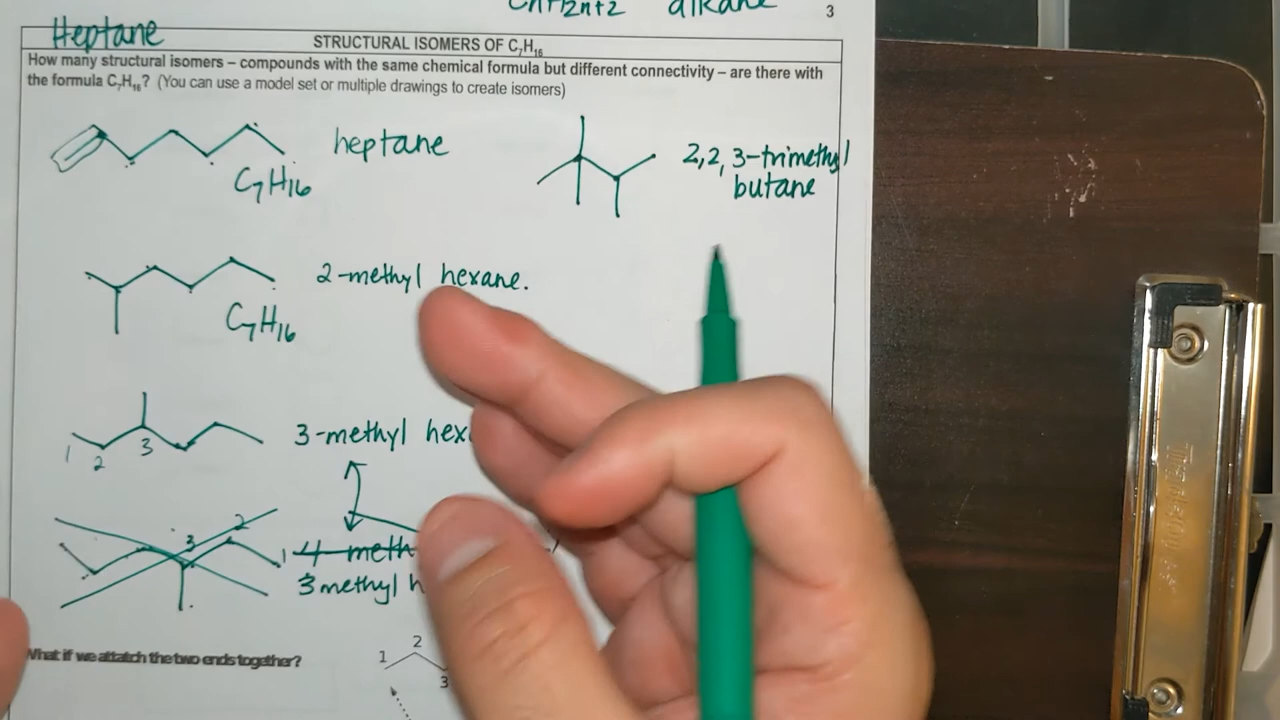 CnH2n+2 alkane
3
Heptane
STRUCTURAL ISOMERS OF C₇H₁₆
How many structural isomers – compounds with the same chemical formula but different connectivity – are there with
the formula C₇H₁₆? (You can use a model set or multiple drawings to create isomers)
heptane
C7H16
2,2,3-trimethyl
butane
2-methyl hexane.
C7H16
3-methyl
1 2 3
2
3
1
4-
3 methyl
What if we attatch the two ends together?
2
1
3